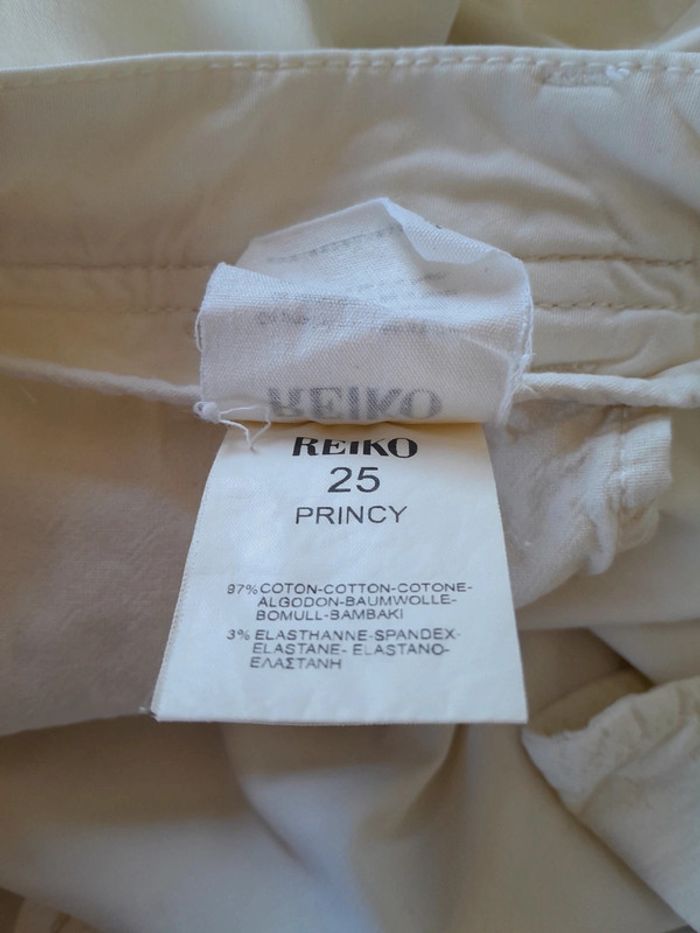 REIKO
25
PRINCY
97% COTON-COTTON-COTONE-
ALGODON-BAUMWOLLE-
BOMULL-BAMBAKI
3% ELASTHANNE-SPANDEX-
ELASTANE- ELASTANO-
ΕΛΑΣΤΑΝΗ